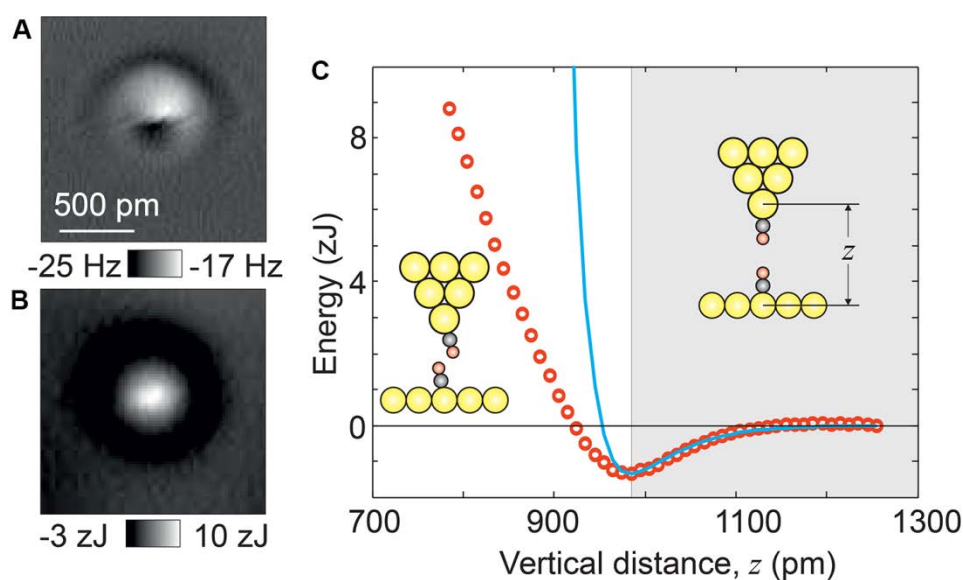 A
500 pm
-25 Hz -17 Hz
B
-3 zJ 10 zJ
C
Energy (zJ)
8
4
0
700 900 1100 1300
Vertical distance, z (pm)
z